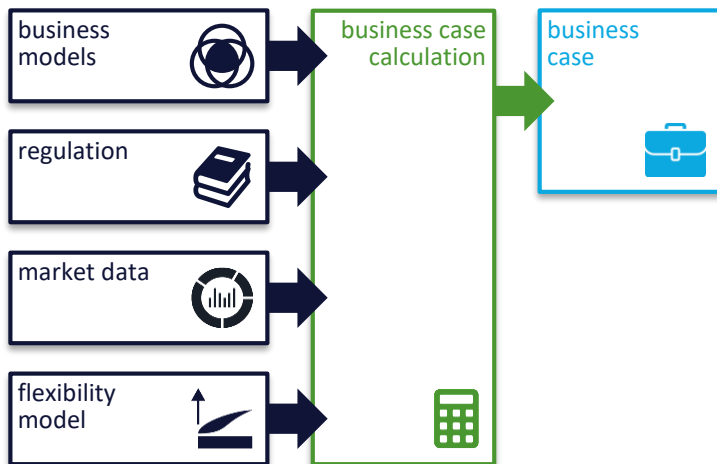 business
models
regulation
market data
flexibility
model
business case
calculation
business
case